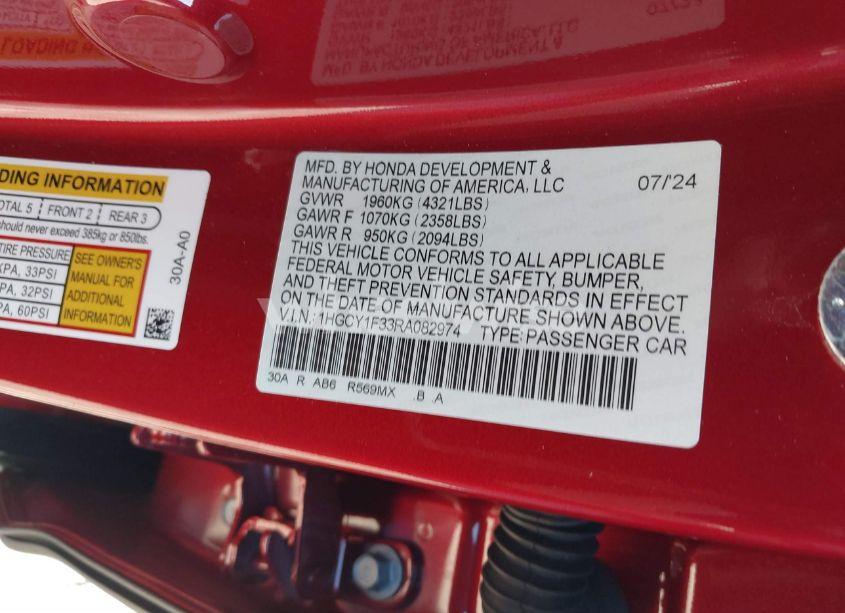 DING INFORMATION
OTAL 5 FRONT 2 REAR 3
hould never exceed 385kg or 850lbs.
TIRE PRESSURE
KPA, 33PSI
PA, 32PSI
PA, 60PSI
SEE OWNER'S
MANUAL FOR
ADDITIONAL
INFORMATION
30A-A0
MFD. BY HONDA DEVELOPMENT &
MANUFACTURING OF AMERICA, LLC 07/'24
GVWR 1960KG (4321LBS)
GAWR F 1070KG (2358LBS)
GAWR R 950KG (2094LBS)
THIS VEHICLE CONFORMS TO ALL APPLICABLE
FEDERAL MOTOR VEHICLE SAFETY, BUMPER,
AND THEFT PREVENTION STANDARDS IN EFFECT
ON THE DATE OF MANUFACTURE SHOWN ABOVE.
V.I.N.: 1HGCY1F33RA082974 TYPE: PASSENGER CAR
30A R AB6 R569MX .B .A